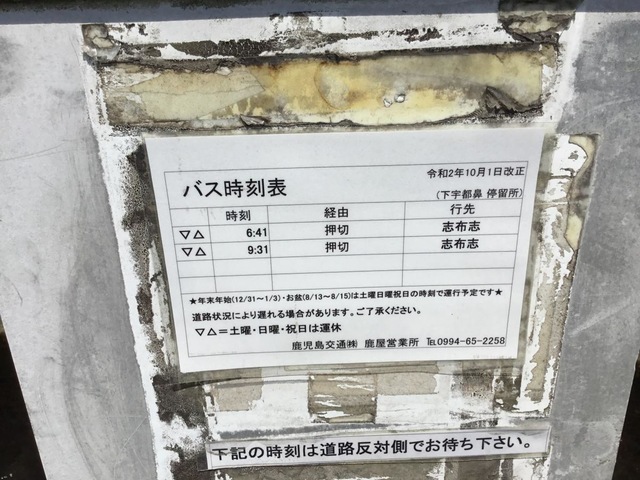 令和2年10月1日改正
バス時刻表
(下宇都鼻 停留所)
時刻 経由 行先
▽△ 6:41 押切 志布志
▽△ 9:31 押切 志布志
★年末年始(12/31～1/3)・お盆(8/13～8/15)は土曜日曜祝日の時刻で運行予定です★
道路状況により遅れる場合があります。ご了承ください。
▽△＝土曜・日曜・祝日は運休
鹿児島交通㈱ 鹿屋営業所 ℡0994-65-2258
下記の時刻は道路反対側でお待ち下さい。